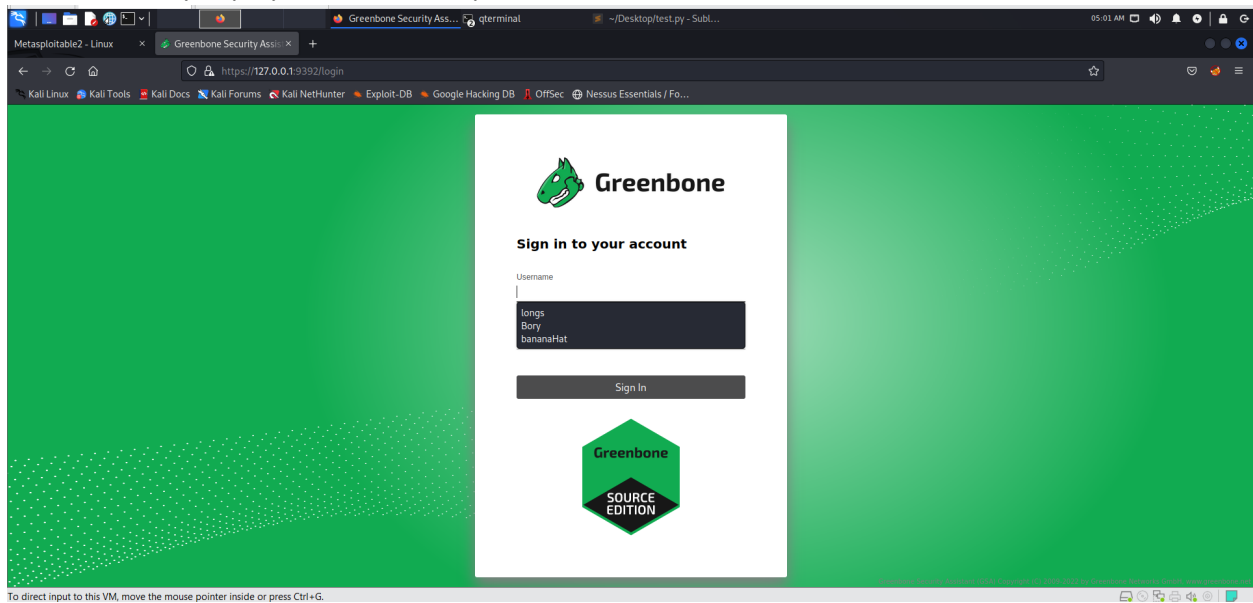 Greenbone Security Ass...
qterminal
~/Desktop/test.py - Subl...
05:01 AM
Metasploitable2 - Linux
Greenbone Security Assis
https://127.0.0.1:9392/login
Kali Linux
Kali Tools
Kali Docs
Kali Forums
Kali NetHunter
Exploit-DB
Google Hacking DB
OffSec
Nessus Essentials / Fo...
Greenbone
Sign in to your account
Username
longs
Bory
bananaHat
Sign In
Greenbone
SOURCE
EDITION
To direct input to this VM, move the mouse pointer inside or press Ctrl+G.